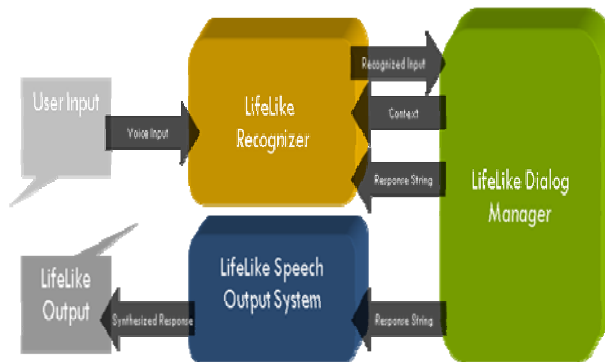 User Input
Voice Input
LifeLike
Recognizer
Recognized Input
Context
Response String
LifeLike Dialog
Manager
LifeLike
Output
Synthesized Response
LifeLike Speech
Output System
Response String